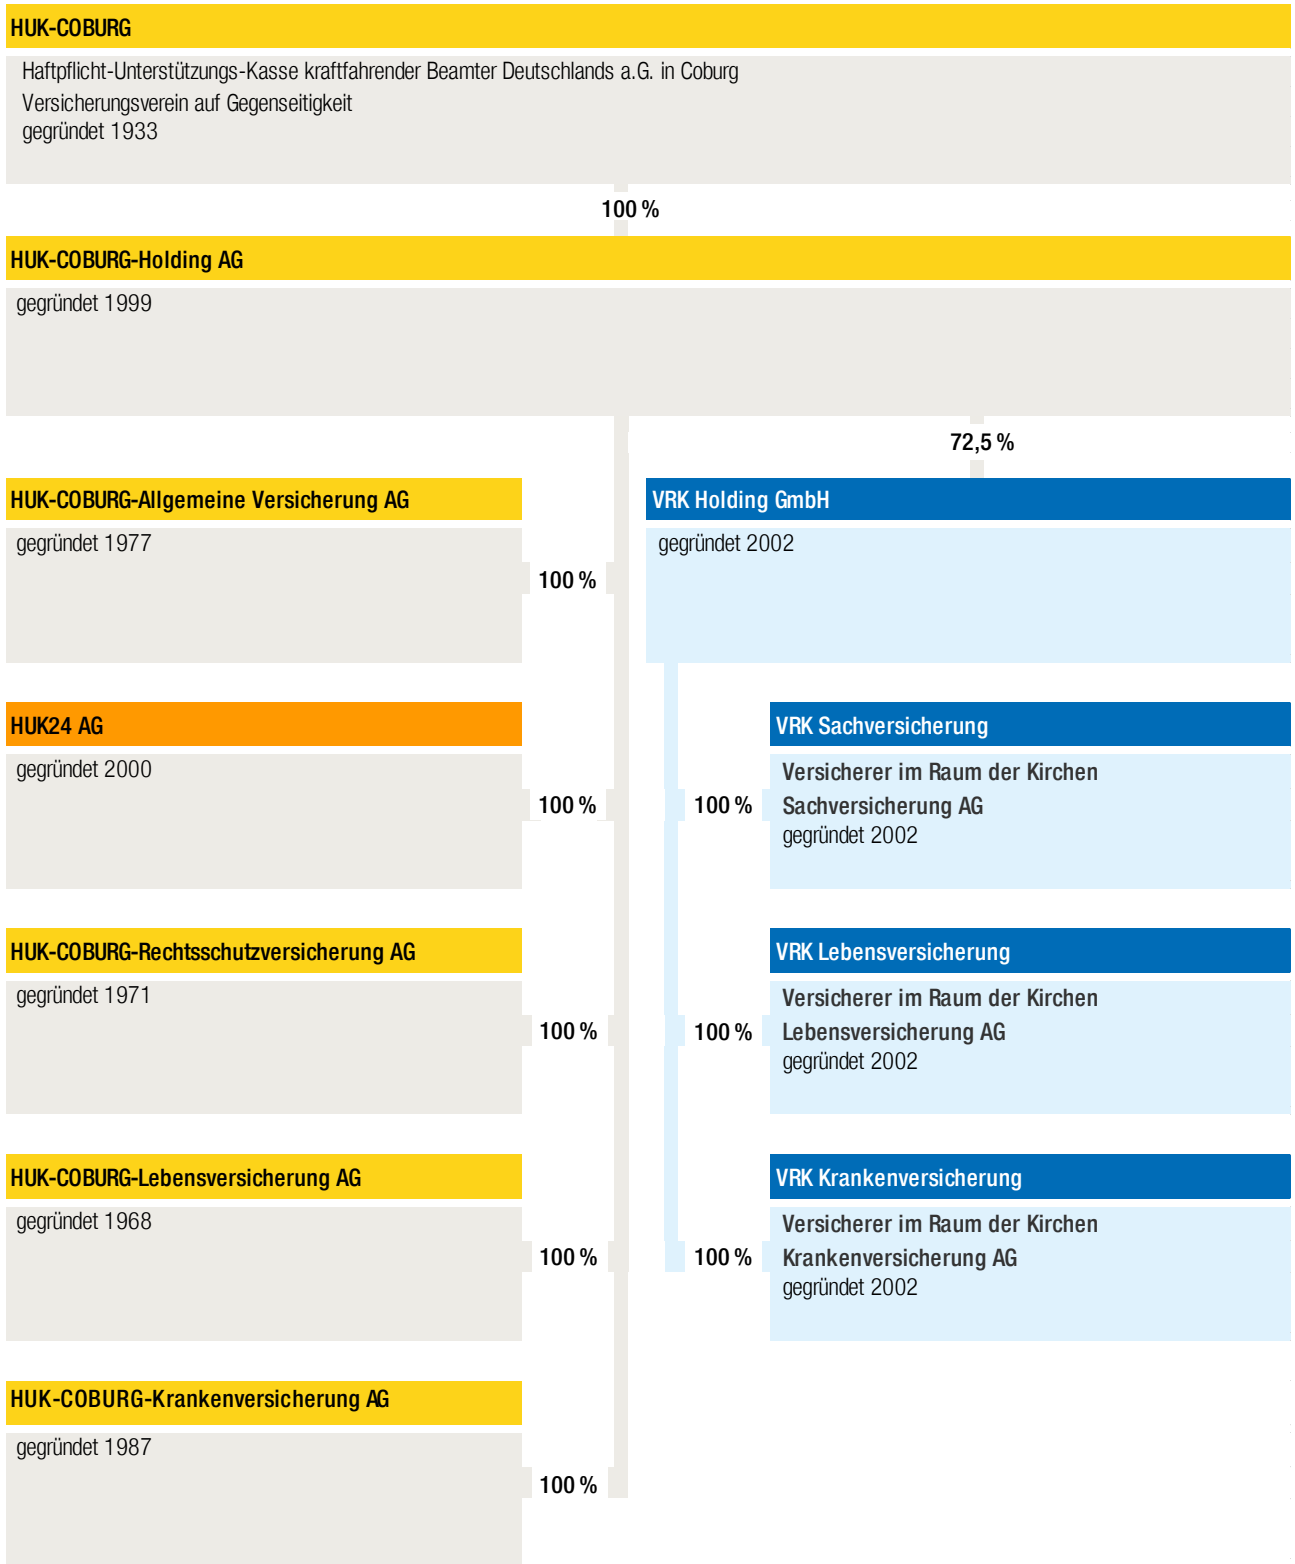 HUK-COBURG
Haftpflicht-Unterstützungs-Kasse kraftfahrender Beamter Deutschlands a.G. in Coburg
Versicherungsverein auf Gegenseitigkeit
gegründet 1933
100 %
HUK-COBURG-Holding AG
gegründet 1999
72,5 %
HUK-COBURG-Allgemeine Versicherung AG
gegründet 1977
100 %
VRK Holding GmbH
gegründet 2002
HUK24 AG
gegründet 2000
100 %
100 %
VRK Sachversicherung
Versicherer im Raum der Kirchen
Sachversicherung AG
gegründet 2002
HUK-COBURG-Rechtsschutzversicherung AG
gegründet 1971
100 %
100 %
VRK Lebensversicherung
Versicherer im Raum der Kirchen
Lebensversicherung AG
gegründet 2002
HUK-COBURG-Lebensversicherung AG
gegründet 1968
100 %
100 %
VRK Krankenversicherung
Versicherer im Raum der Kirchen
Krankenversicherung AG
gegründet 2002
HUK-COBURG-Krankenversicherung AG
gegründet 1987
100 %